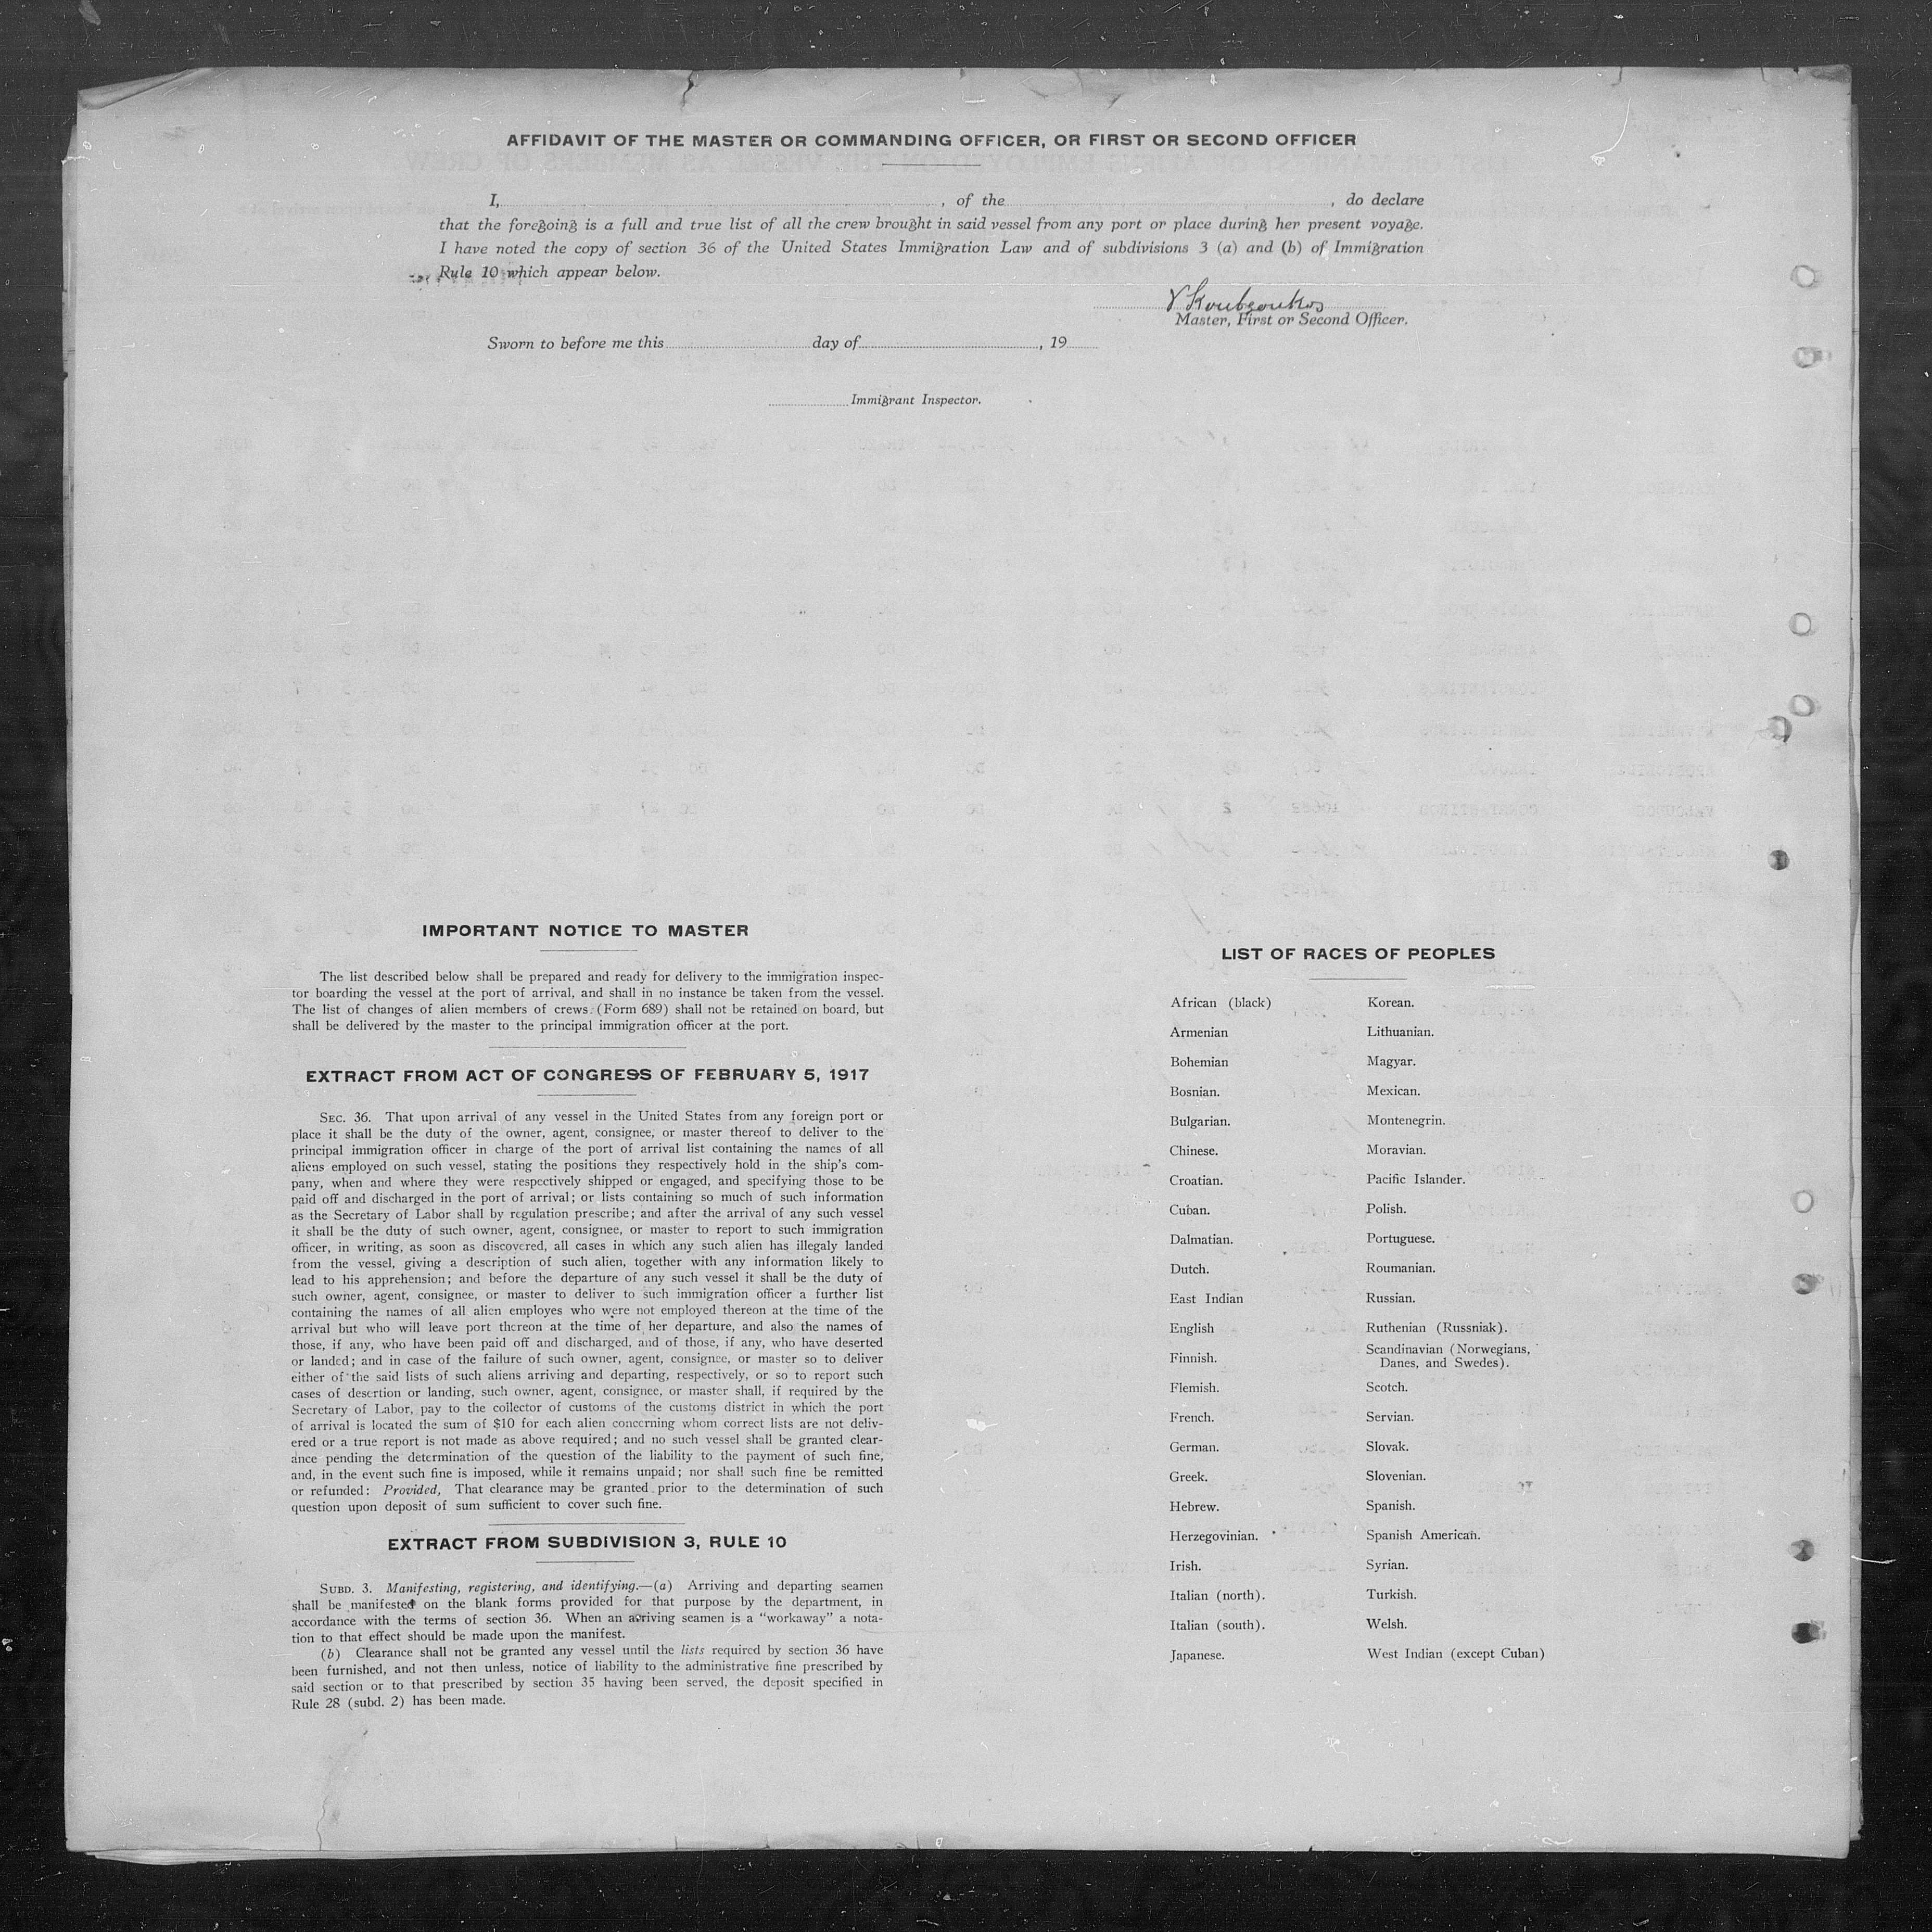 AFFIDAVIT OF THE MASTER OR COMMANDING OFFICER, OR FIRST OR SECOND OFFICER
I, , of the , do declare
that the foregoing is a full and true list of all the crew brought in said vessel from any port or place during her present voyage.
I have noted the copy of section 36 of the United States Immigration Law and of subdivisions 3 (a) and (b) of Immigration
Rule 10 which appear below.
Master, First or Second Officer.
Sworn to before me this day of , 19
Immigrant Inspector.
IMPORTANT NOTICE TO MASTER
The list described below shall be prepared and ready for delivery to the immigration inspec-
tor boarding the vessel at the port of arrival, and shall in no instance be taken from the vessel.
The list of changes of alien members of crews (Form 689) shall not be retained on board, but
shall be delivered by the master to the principal immigration officer at the port.
EXTRACT FROM ACT OF CONGRESS OF FEBRUARY 5, 1917
SEC. 36. That upon arrival of any vessel in the United States from any foreign port or
place it shall be the duty of the owner, agent, consignee, or master thereof to deliver to the
principal immigration officer in charge of the port of arrival list containing the names of all
aliens employed on such vessel, stating the positions they respectively hold in the ship's com-
pany, when and where they were respectively shipped or engaged, and specifying those to be
paid off and discharged in the port of arrival; or lists containing so much of such information
as the Secretary of Labor shall by regulation prescribe; and after the arrival of any such vessel
it shall be the duty of such owner, agent, consignee, or master to report to such immigration
officer, in writing, as soon as discovered, all cases in which any such alien has illegaly landed
from the vessel, giving a description of such alien, together with any information likely to
lead to his apprehension; and before the departure of any such vessel it shall be the duty of
such owner, agent, consignee, or master to deliver to such immigration officer a further list
containing the names of all alien employes who were not employed thereon at the time of the
arrival but who will leave port thereon at the time of her departure, and also the names of
those, if any, who have been paid off and discharged, and of those, if any, who have deserted
or landed; and in case of the failure of such owner, agent, consignee, or master so to deliver
either of the said lists of such aliens arriving and departing, respectively, or so to report such
cases of desertion or landing, such owner, agent, consignee, or master shall, if required by the
Secretary of Labor, pay to the collector of customs of the customs district in which the port
of arrival is located the sum of $10 for each alien concerning whom correct lists are not deliv-
ered or a true report is not made as above required; and no such vessel shall be granted clear-
ance pending the determination of the question of the liability to the payment of such fine,
and, in the event such fine is imposed, while it remains unpaid; nor shall such fine be remitted
or refunded: Provided, That clearance may be granted prior to the determination of such
question upon deposit of sum sufficient to cover such fine.
EXTRACT FROM SUBDIVISION 3, RULE 10
SUBD. 3. Manifesting, registering, and identifying.—(a) Arriving and departing seamen
shall be manifested on the blank forms provided for that purpose by the department, in
accordance with the terms of section 36. When an arriving seamen is a "workaway" a nota-
tion to that effect should be made upon the manifest.
(b) Clearance shall not be granted any vessel until the lists required by section 36 have
been furnished, and not then unless, notice of liability to the administrative fine prescribed by
said section or to that prescribed by section 35 having been served, the deposit specified in
Rule 28 (subd. 2) has been made.
LIST OF RACES OF PEOPLES
African (black)
Armenian
Bohemian
Bosnian.
Bulgarian.
Chinese.
Croatian.
Cuban.
Dalmatian.
Dutch.
East Indian
English
Finnish.
Flemish.
French.
German.
Greek.
Hebrew.
Herzegovinian.
Irish.
Italian (north).
Italian (south).
Japanese.
Korean.
Lithuanian.
Magyar.
Mexican.
Montenegrin.
Moravian.
Pacific Islander.
Polish.
Portuguese.
Roumanian.
Russian.
Ruthenian (Russniak).
Scandinavian (Norwegians,
Danes, and Swedes).
Scotch.
Servian.
Slovak.
Slovenian.
Spanish.
Spanish American.
Syrian.
Turkish.
Welsh.
West Indian (except Cuban)